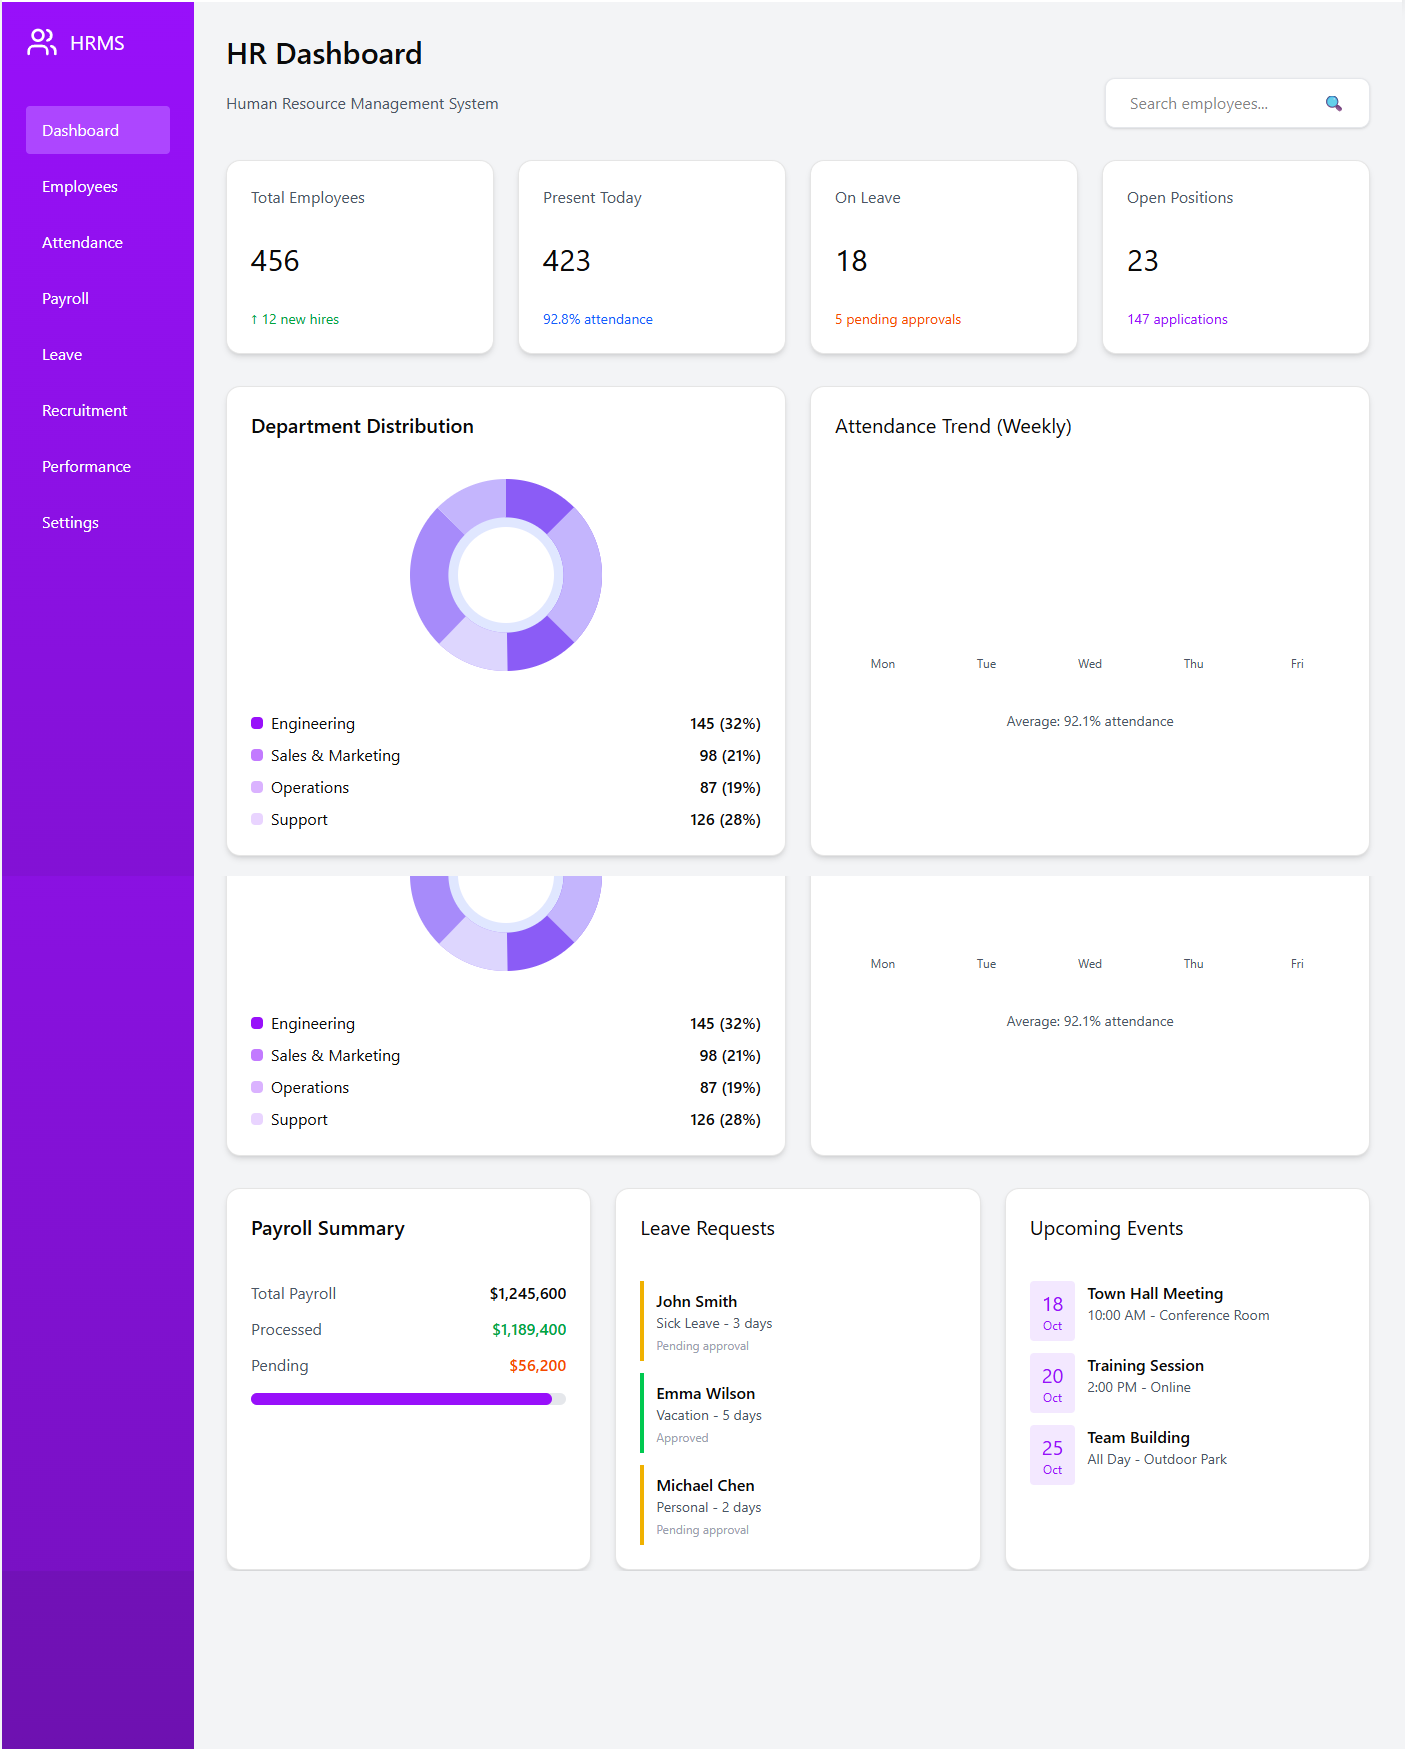 HRMS
Dashboard
Employees
Attendance
Payroll
Leave
Recruitment
Performance
Settings
HR Dashboard
Human Resource Management System
Search employees...
Total Employees
456
↑ 12 new hires
Present Today
423
92.8% attendance
On Leave
18
5 pending approvals
Open Positions
23
147 applications
Department Distribution
Engineering 145 (32%)
Sales & Marketing 98 (21%)
Operations 87 (19%)
Support 126 (28%)
Attendance Trend (Weekly)
Mon Tue Wed Thu Fri
Average: 92.1% attendance
Engineering 145 (32%)
Sales & Marketing 98 (21%)
Operations 87 (19%)
Support 126 (28%)
Mon Tue Wed Thu Fri
Average: 92.1% attendance
Payroll Summary
Total Payroll $1,245,600
Processed $1,189,400
Pending $56,200
Leave Requests
John Smith
Sick Leave - 3 days
Pending approval
Emma Wilson
Vacation - 5 days
Approved
Michael Chen
Personal - 2 days
Pending approval
Upcoming Events
18 Oct
Town Hall Meeting
10:00 AM - Conference Room
20 Oct
Training Session
2:00 PM - Online
25 Oct
Team Building
All Day - Outdoor Park